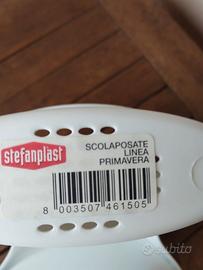 stefanplast
SCOLAPOSATE
LINEA
PRIMAVERA
8 003507 461505
subito